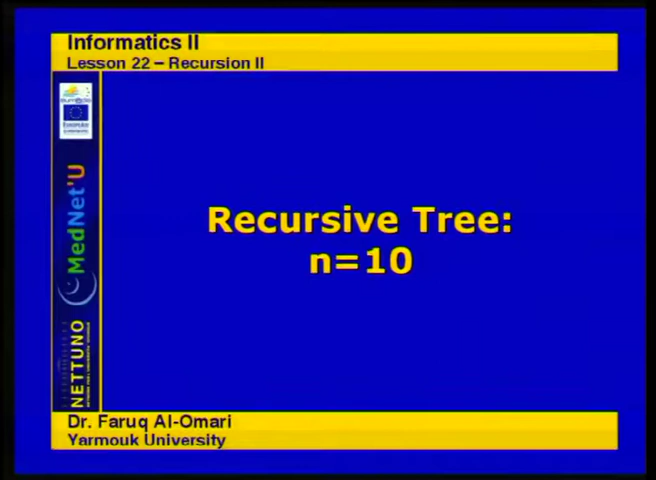 Informatics II
Lesson 22 – Recursion II
MedNet'U
NETTUNO
Recursive Tree:
n=10
Dr. Faruq Al-Omari
Yarmouk University